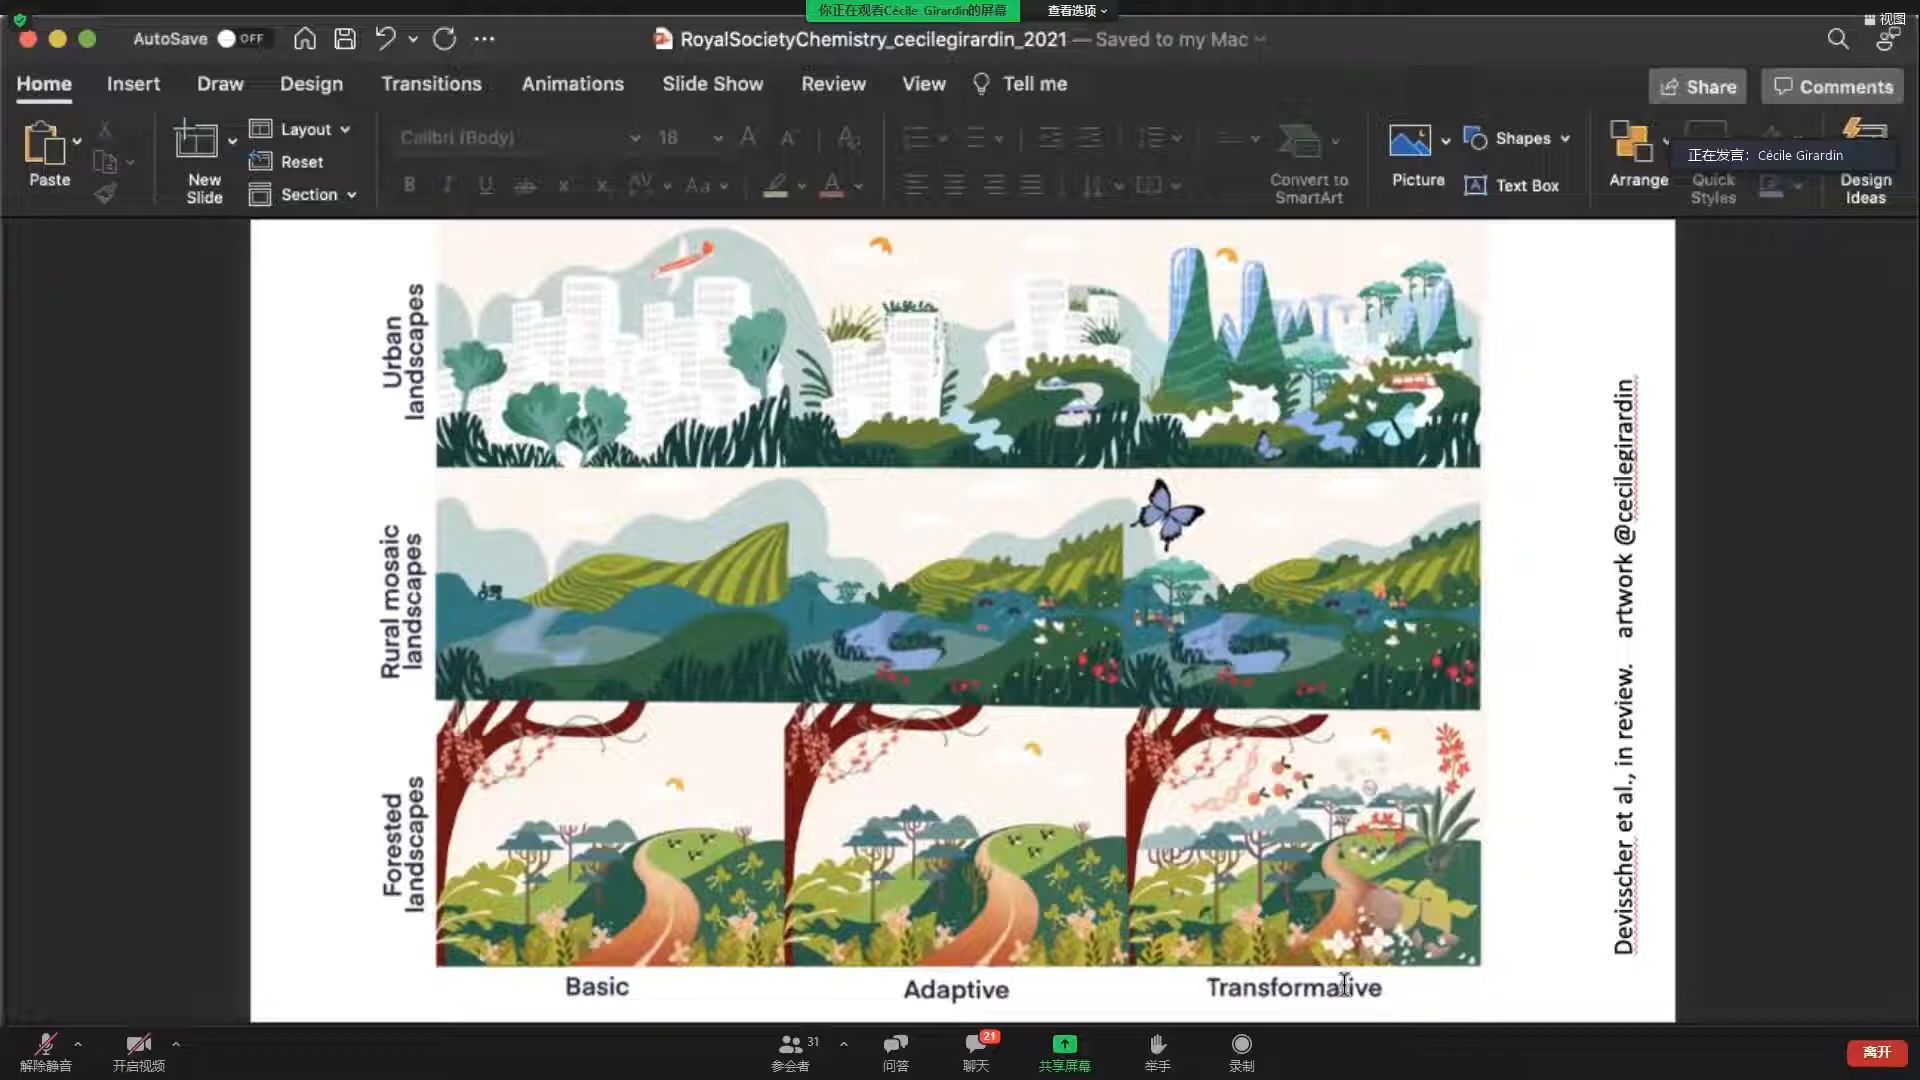 你正在观看Cécile Girardin的屏幕
查看选项
视图
AutoSave
OFF
RoyalSocietyChemistry_cecilegirardin_2021 — Saved to my Mac
Home
Insert
Draw
Design
Transitions
Animations
Slide Show
Review
View
Tell me
Share
Comments
Paste
New
Slide
Layout
Reset
Section
Calibri (Body)
18
Convert to
SmartArt
Picture
Shapes
Text Box
Arrange
Quick
Styles
Design
Ideas
正在发言: Cécile Girardin
Urban
landscapes
Rural mosaic
landscapes
Forested
landscapes
Basic
Adaptive
Transformative
Devisscher et al., in review. artwork @cecilegirardin
解除静音
开启视频
31
参会者
问答
21
聊天
共享屏幕
举手
录制
离开